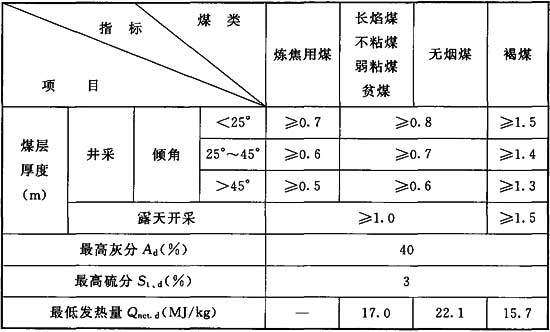 指 标
煤 类
项 目
炼焦用煤
长焰煤
不粘煤
弱粘煤
贫煤
无烟煤
褐煤
煤层
厚度
(m)
井采
倾角
<25° ≥0.7 ≥0.8 ≥1.5
25°~45° ≥0.6 ≥0.7 ≥1.4
>45° ≥0.5 ≥0.6 ≥1.3
露天开采 ≥1.0 ≥1.5
最高灰分 Ad(%) 40
最高硫分 St,d(%) 3
最低发热量 Qnet,d(MJ/kg) — 17.0 22.1 15.7